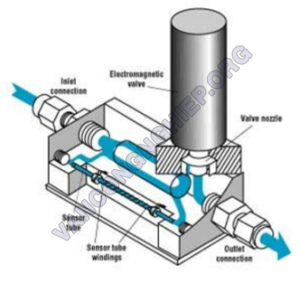 Electromagnetic
valve
Inlet
connection
Valve nozzle
Sensor
tube
Sensor tube
windings
Outlet
connection